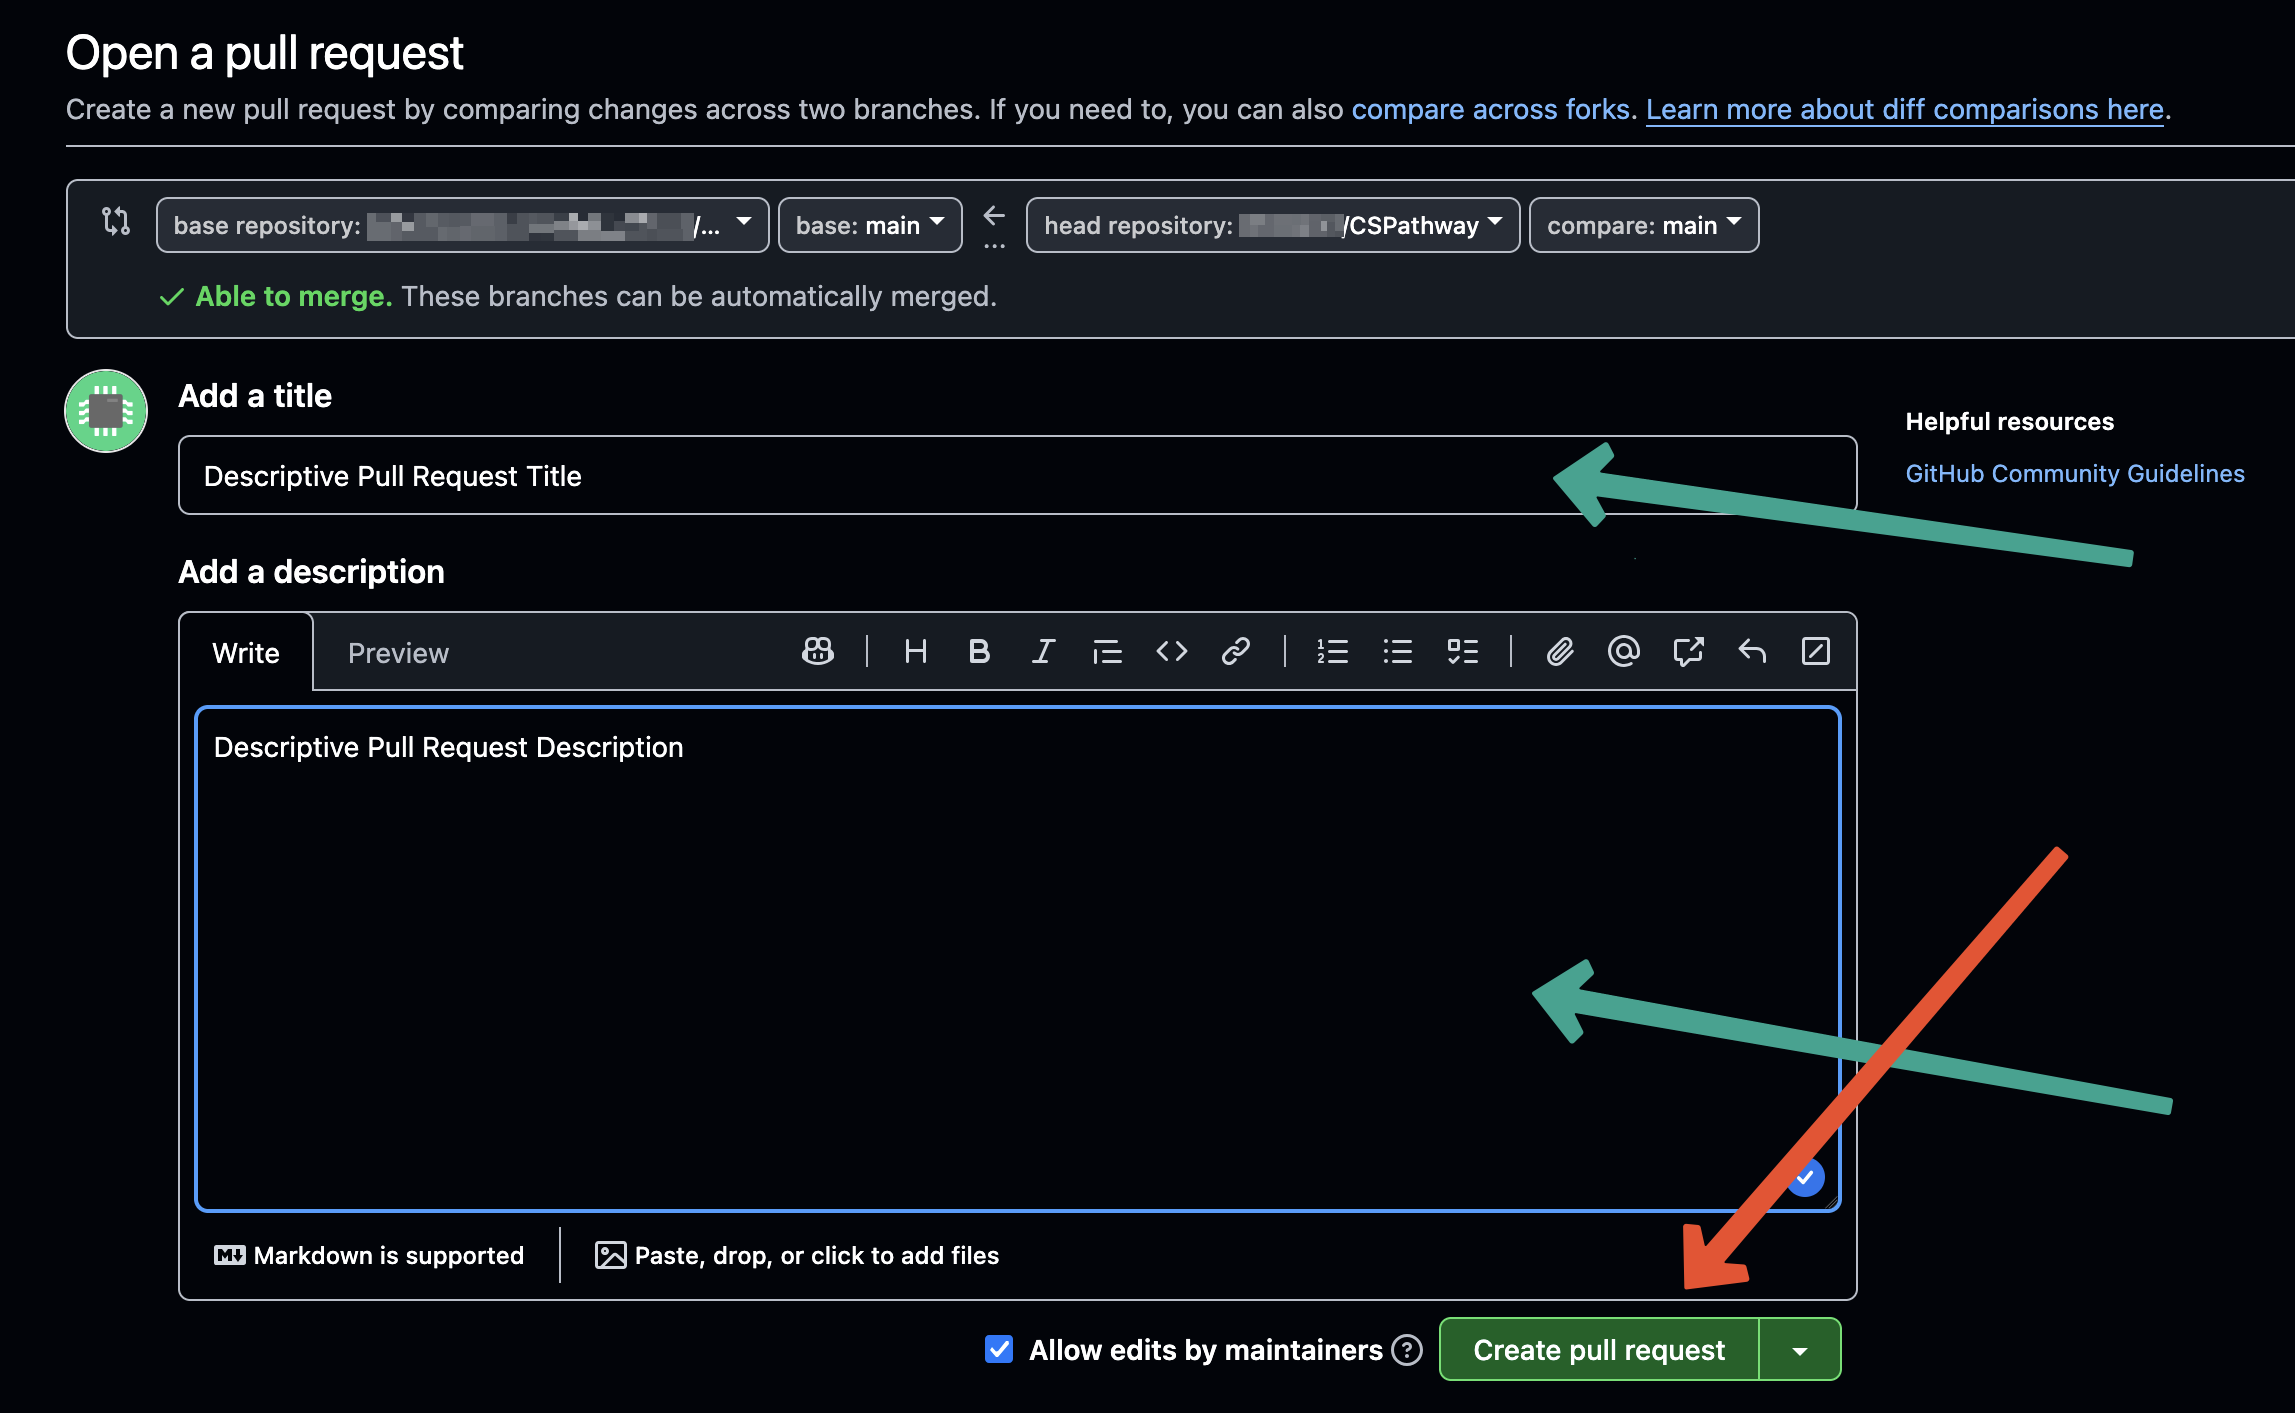 Open a pull request
Create a new pull request by comparing changes across two branches. If you need to, you can also compare across forks. Learn more about diff comparisons here.
base repository: /... base: main head repository: /CSPathway compare: main
Able to merge. These branches can be automatically merged.
Add a title
Descriptive Pull Request Title
Helpful resources
GitHub Community Guidelines
Add a description
Write Preview
Descriptive Pull Request Description
Markdown is supported Paste, drop, or click to add files
Allow edits by maintainers Create pull request